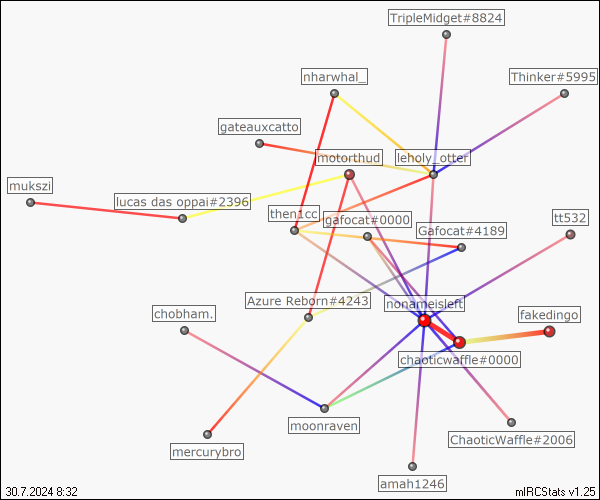 TripleMidget#8824
nharwhal_
Thinker#5995
gateauxcatto
motorthud
leholy_otter
mukszi
lucas das oppai#2396
then1cc
gafocat#0000
Gafocat#4189
tt532
Azure Reborn#4243
nonameisleft
chobham.
fakedingo
chaoticwaffle#0000
moonraven
ChaoticWaffle#2006
mercurybro
amah1246
30.7.2024 8:32
mIRCStats v1.25